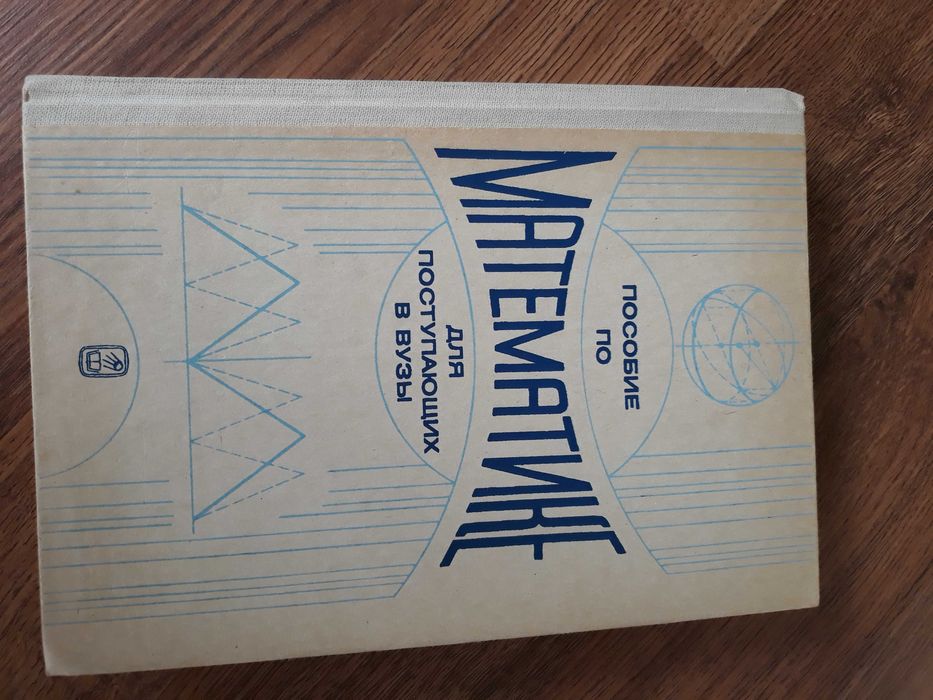 ПОСОБИЕ
ПО
МАТЕМАТИКЕ
ДЛЯ
ПОСТУПАЮЩИХ
В ВУЗЫ